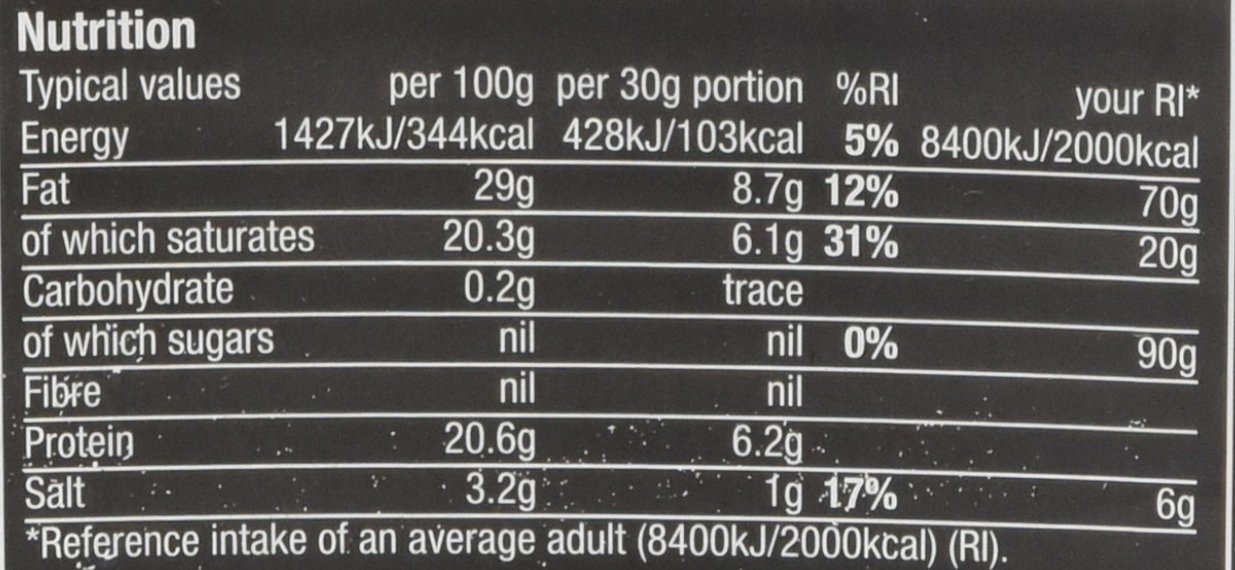 Nutrition
Typical values per 100g per 30g portion %RI your RI*
Energy 1427kJ/344kcal 428kJ/103kcal 5% 8400kJ/2000kcal
Fat 29g 8.7g 12% 70g
of which saturates 20.3g 6.1g 31% 20g
Carbohydrate 0.2g trace
of which sugars nil nil 0% 90g
Fibre nil nil
Protein 20.6g 6.2g
Salt 3.2g 1g 17% 6g
*Reference intake of an average adult (8400kJ/2000kcal) (RI).